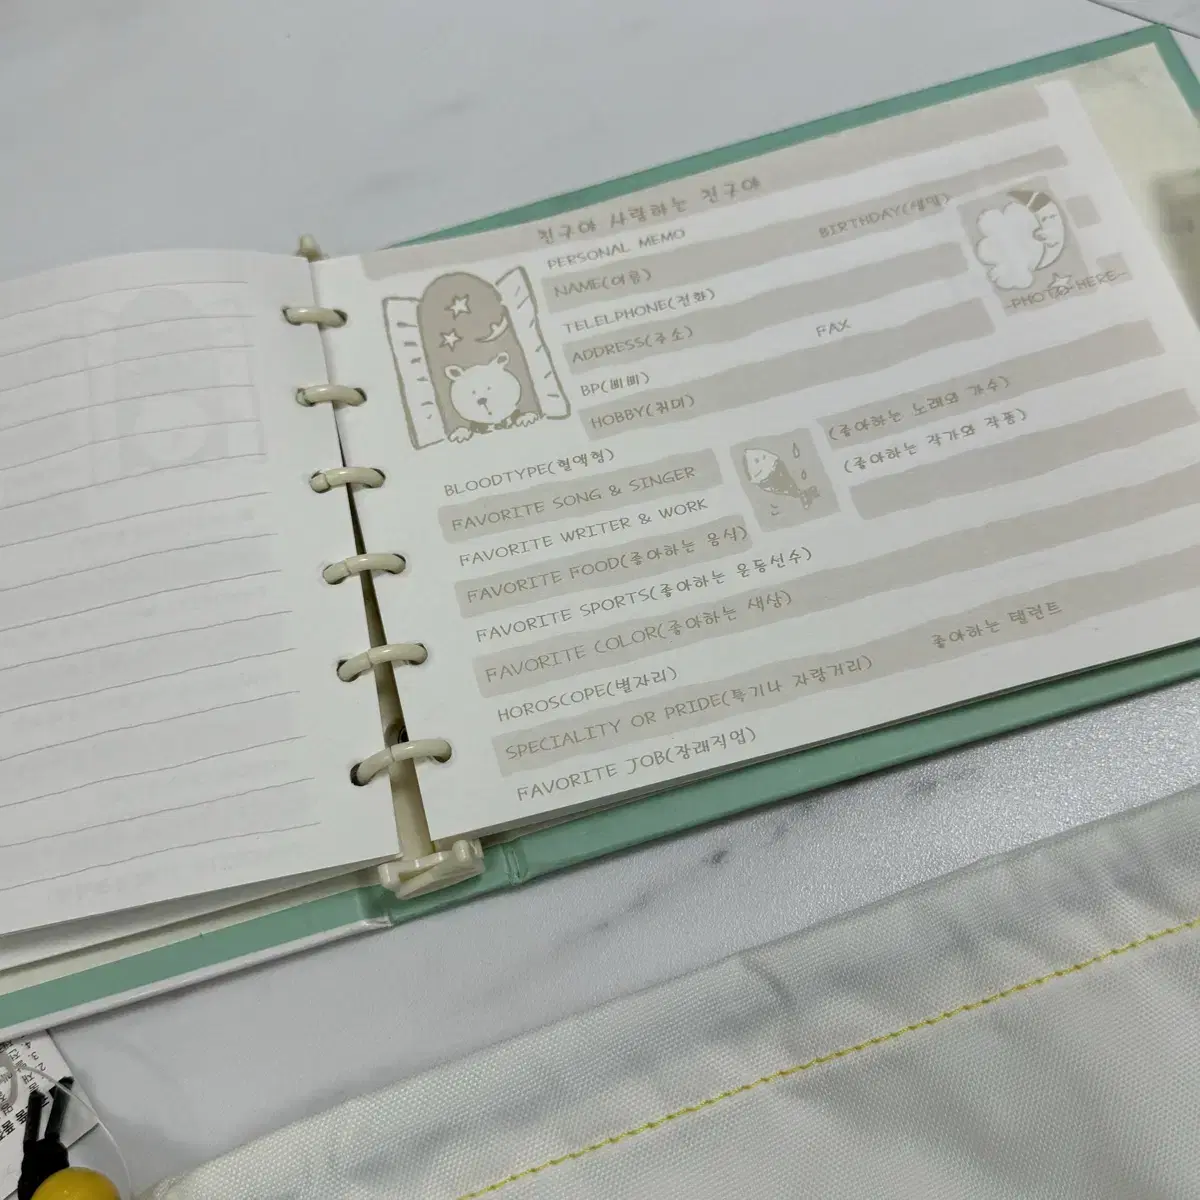 친구야 사랑하는 친구야
PERSONAL MEMO
BIRTHDAY(생일)
NAME(이름)
TELELPHONE(전화)
ADDRESS(주소)
FAX
BP(삐삐)
HOBBY(취미)
-PHOTO HERE-
BLOODTYPE(혈액형)
(좋아하는 노래와 가수)
FAVORITE SONG & SINGER
(좋아하는 작가와 작품)
FAVORITE WRITER & WORK
FAVORITE FOOD(좋아하는 음식)
FAVORITE SPORTS(좋아하는 운동선수)
FAVORITE COLOR(좋아하는 색상)
HOROSCOPE(별자리)
좋아하는 탤런트
SPECIALITY OR PRIDE(특기나 자랑거리)
FAVORITE JOB(장래직업)